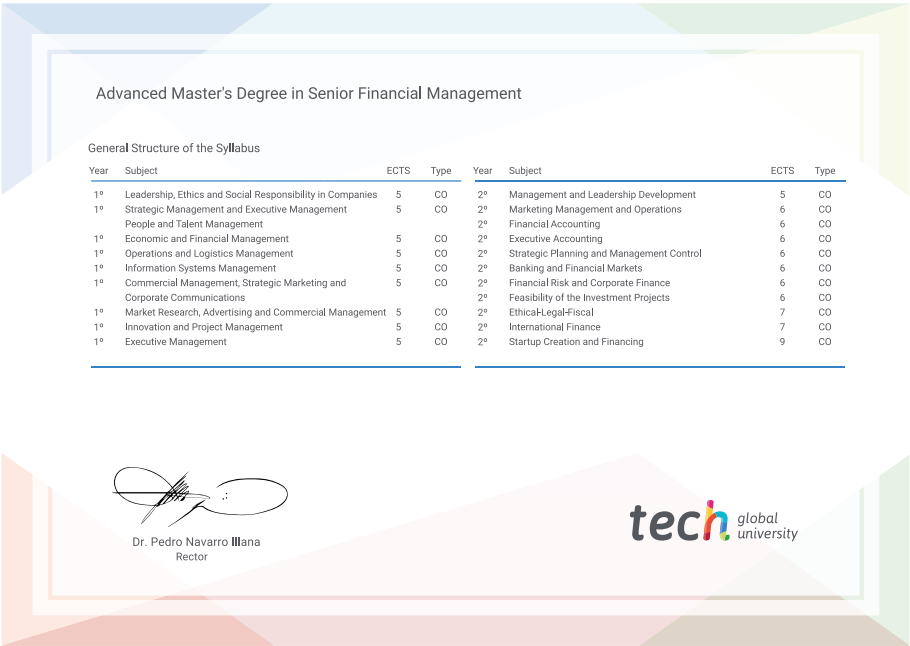 Advanced Master's Degree in Senior Financial Management
General Structure of the Syllabus
Year Subject ECTS Type
1º Leadership, Ethics and Social Responsibility in Companies 5 CO
1º Strategic Management and Executive Management 5 CO
People and Talent Management
1º Economic and Financial Management 5 CO
1º Operations and Logistics Management 5 CO
1º Information Systems Management 5 CO
1º Commercial Management, Strategic Marketing and 5 CO
Corporate Communications
1º Market Research, Advertising and Commercial Management 5 CO
1º Innovation and Project Management 5 CO
1º Executive Management 5 CO
Year Subject ECTS Type
2º Management and Leadership Development 5 CO
2º Marketing Management and Operations 6 CO
2º Financial Accounting 6 CO
2º Executive Accounting 6 CO
2º Strategic Planning and Management Control 6 CO
2º Banking and Financial Markets 6 CO
2º Financial Risk and Corporate Finance 6 CO
2º Feasibility of the Investment Projects 6 CO
2º Ethical-Legal-Fiscal 7 CO
2º International Finance 7 CO
2º Startup Creation and Financing 9 CO
Dr. Pedro Navarro Illana
Rector
tech global
university